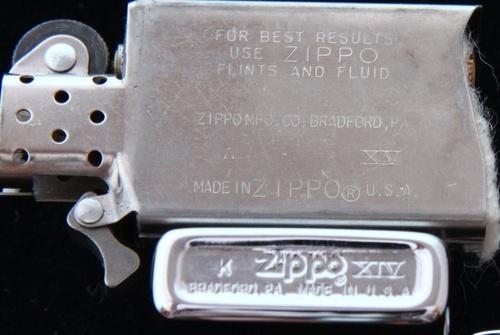 FOR BEST RESULTS
USE ZIPPO
FLINTS AND FLUID
ZIPPO MFG. CO. BRADFORD, PA.
XV
MADE IN ZIPPO® U.S.A.
K Zippo XIV
BRADFORD, PA. MADE IN U.S.A.